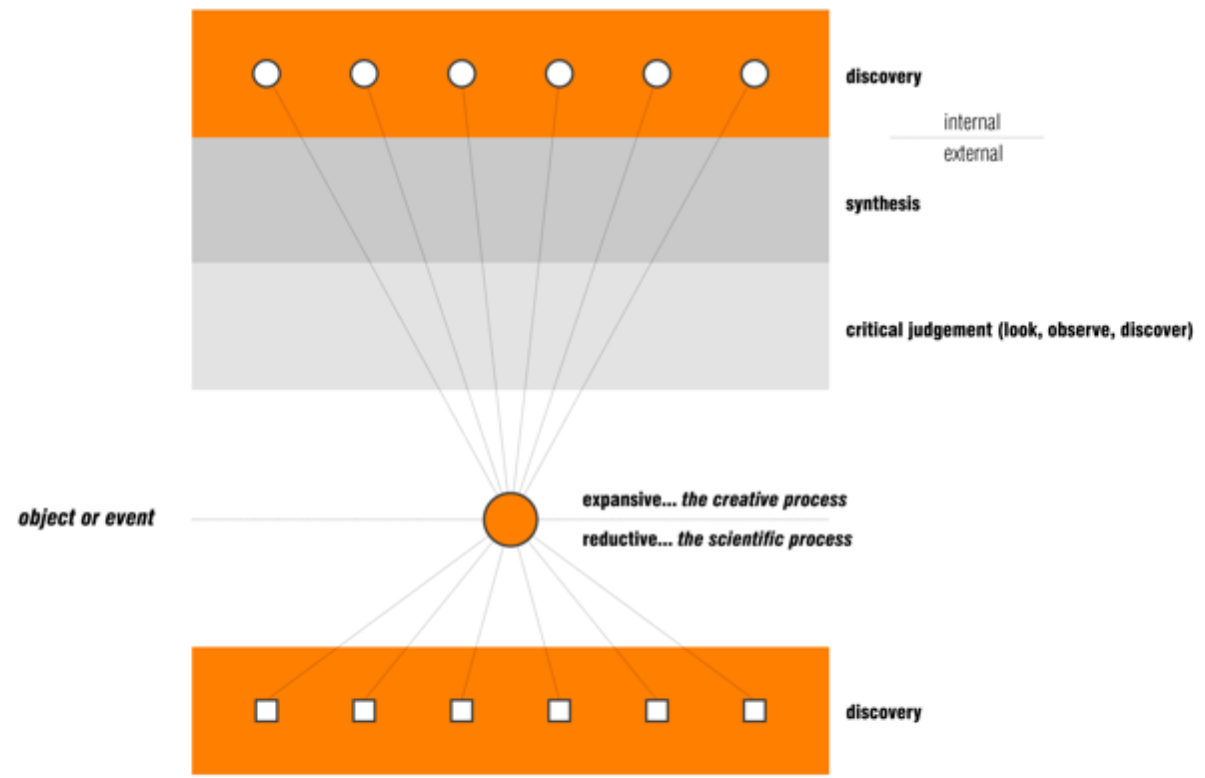 discovery
internal
external
synthesis
critical judgement (look, observe, discover)
object or event
expansive... the creative process
reductive... the scientific process
discovery